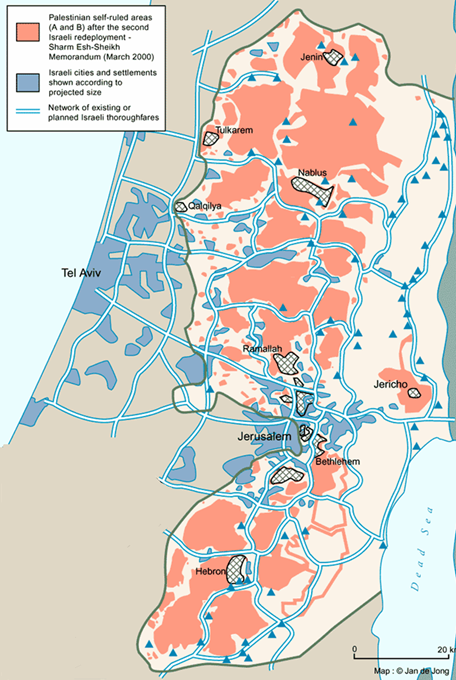 Palestinian self-ruled areas
(A and B) after the second
Israeli redeployment -
Sharm Esh-Sheikh
Memorandum (March 2000)
Israeli cities and settlements
shown according to
projected size
Network of existing or
planned Israeli thoroughfares
Jenin
Tulkarem
Nablus
Qalqilya
Tel Aviv
Ramallah
Jericho
Jerusalem
Bethlehem
Hebron
Dead Sea
0 20 k
Map : © Jan de Jong